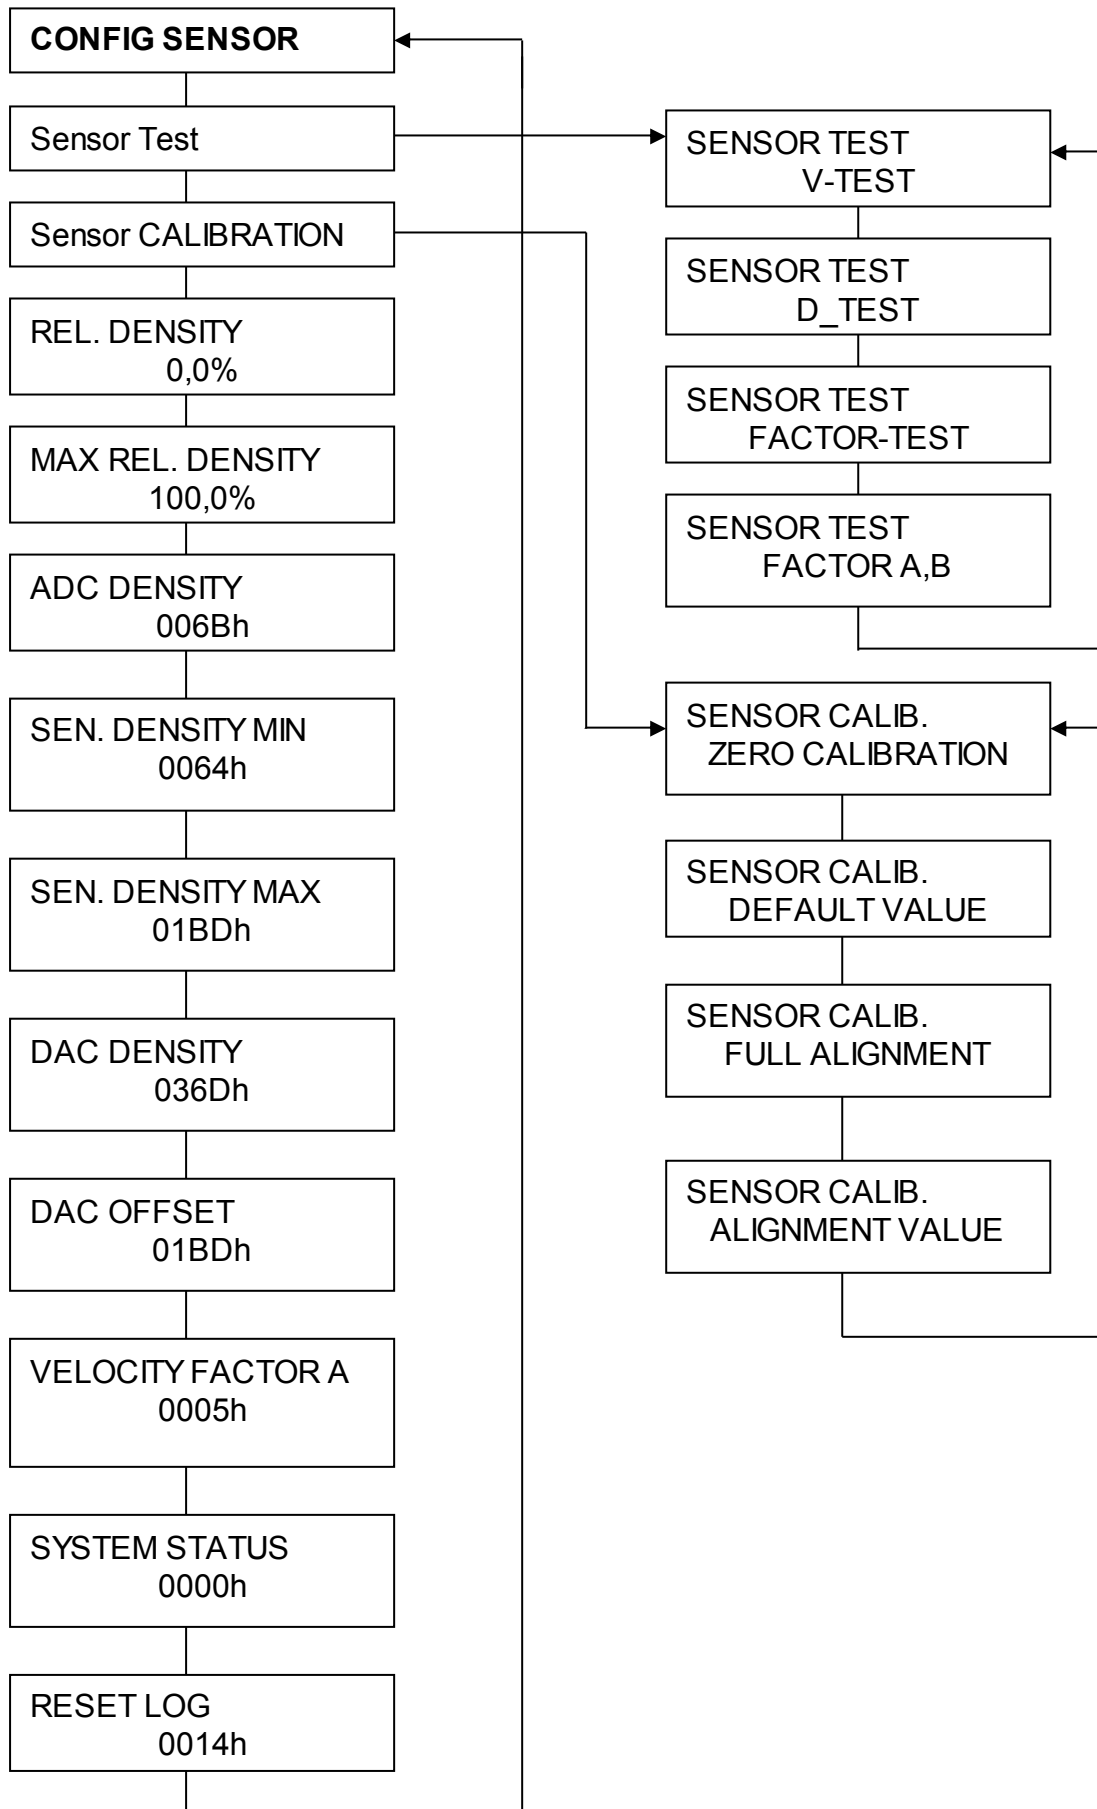 CONFIG SENSOR
Sensor Test
Sensor CALIBRATION
REL. DENSITY
0,0%
MAX REL. DENSITY
100,0%
ADC DENSITY
006Bh
SEN. DENSITY MIN
0064h
SEN. DENSITY MAX
01BDh
DAC DENSITY
036Dh
DAC OFFSET
01BDh
VELOCITY FACTOR A
0005h
SYSTEM STATUS
0000h
RESET LOG
0014h
SENSOR TEST
V-TEST
SENSOR TEST
D_TEST
SENSOR TEST
FACTOR-TEST
SENSOR TEST
FACTOR A,B
SENSOR CALIB.
ZERO CALIBRATION
SENSOR CALIB.
DEFAULT VALUE
SENSOR CALIB.
FULL ALIGNMENT
SENSOR CALIB.
ALIGNMENT VALUE